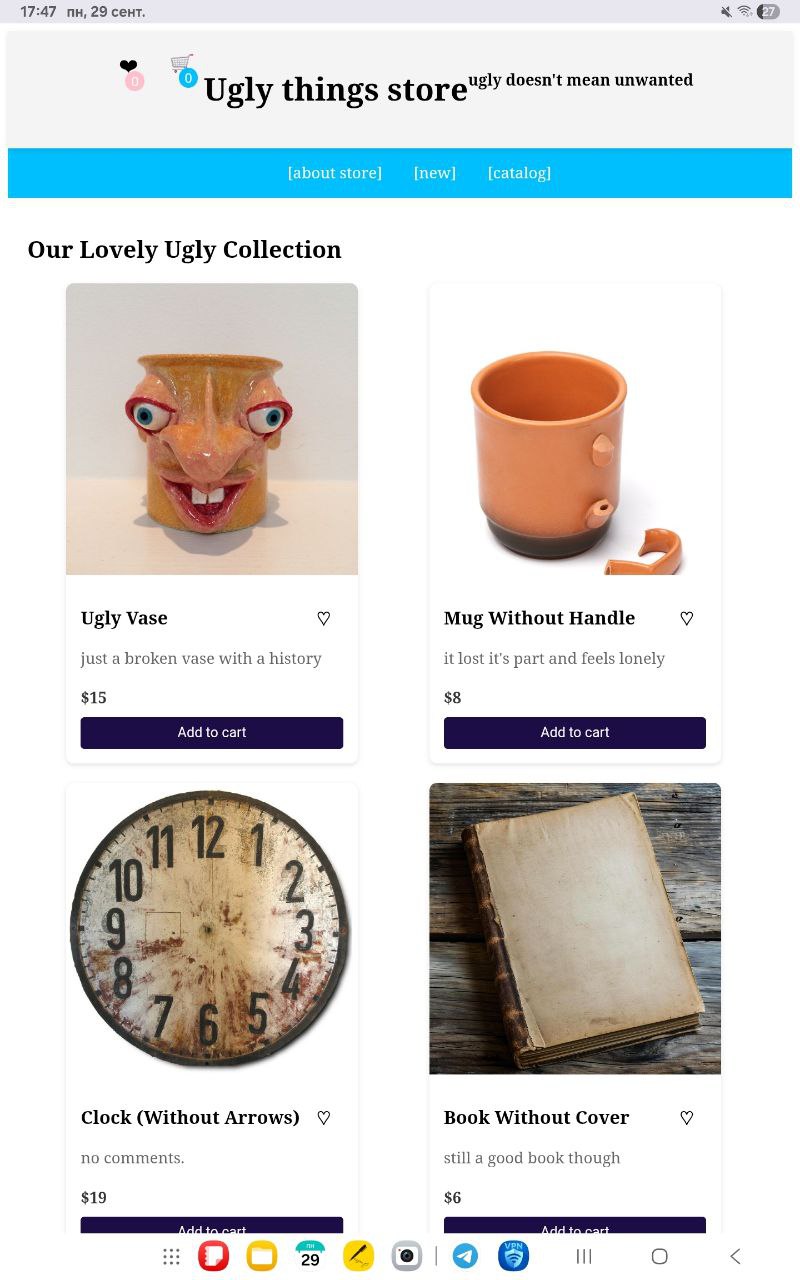 17:47 пн, 29 сент.
27
0
0
Ugly things store
ugly doesn't mean unwanted
[about store] [new] [catalog]
Our Lovely Ugly Collection
Ugly Vase ♡
just a broken vase with a history
$15
Add to cart
Mug Without Handle ♡
it lost it's part and feels lonely
$8
Add to cart
12
1
2
3
4
5
6
7
8
9
10
11
Clock (Without Arrows) ♡
no comments.
$19
Add to cart
Book Without Cover ♡
still a good book though
$6
Add to cart
ПН
29
VPN